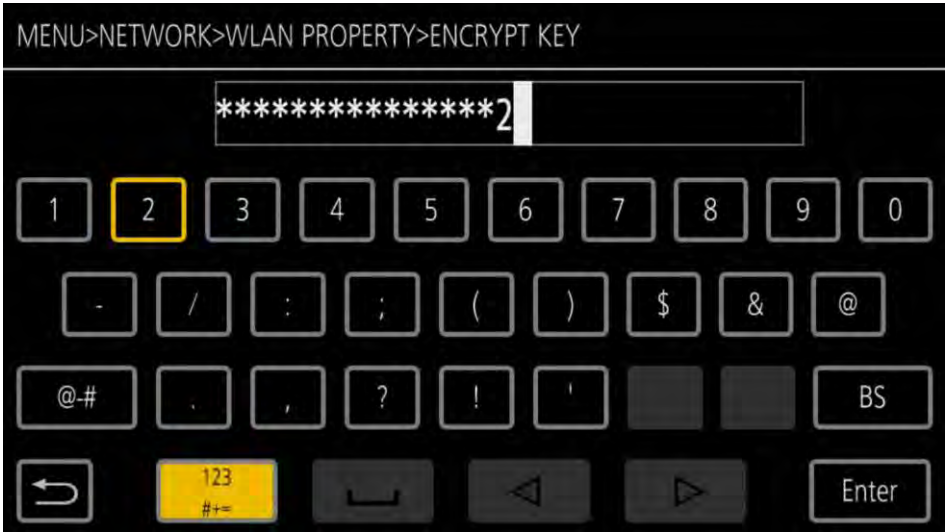 MENU>NETWORK>WLAN PROPERTY>ENCRYPT KEY
***************2
1 2 3 4 5 6 7 8 9 0
- / : ; ( ) $ & @
@-# . , ? ! ' BS
123
#+=
Enter